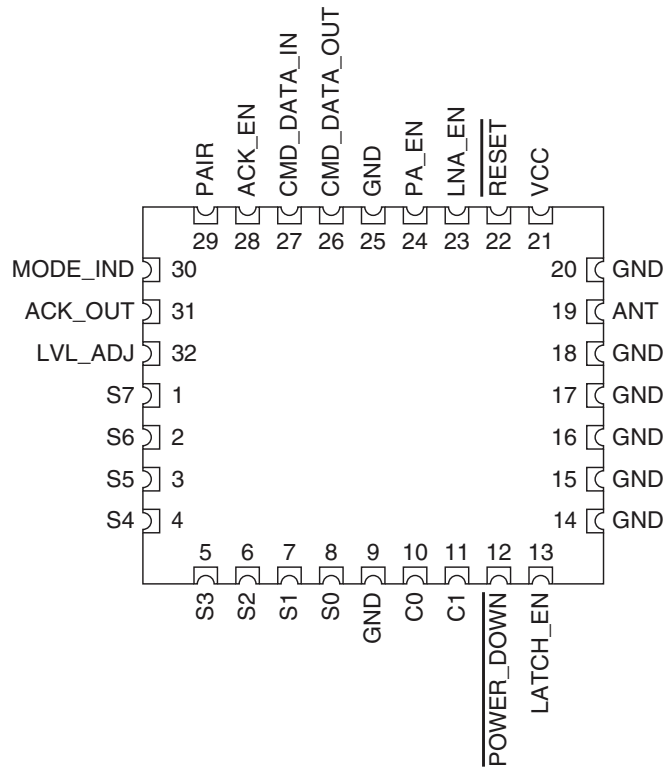 PAIR
ACK_EN
CMD_DATA_IN
CMD_DATA_OUT
GND
PA_EN
LNA_EN
RESET
VCC
29 28 27 26 25 24 23 22 21
MODE_IND 30
20 GND
ACK_OUT 31
19 ANT
LVL_ADJ 32
18 GND
S7 1
17 GND
S6 2
16 GND
S5 3
15 GND
S4 4
14 GND
5 6 7 8 9 10 11 12 13
S3
S2
S1
S0
GND
C0
C1
POWER_DOWN
LATCH_EN